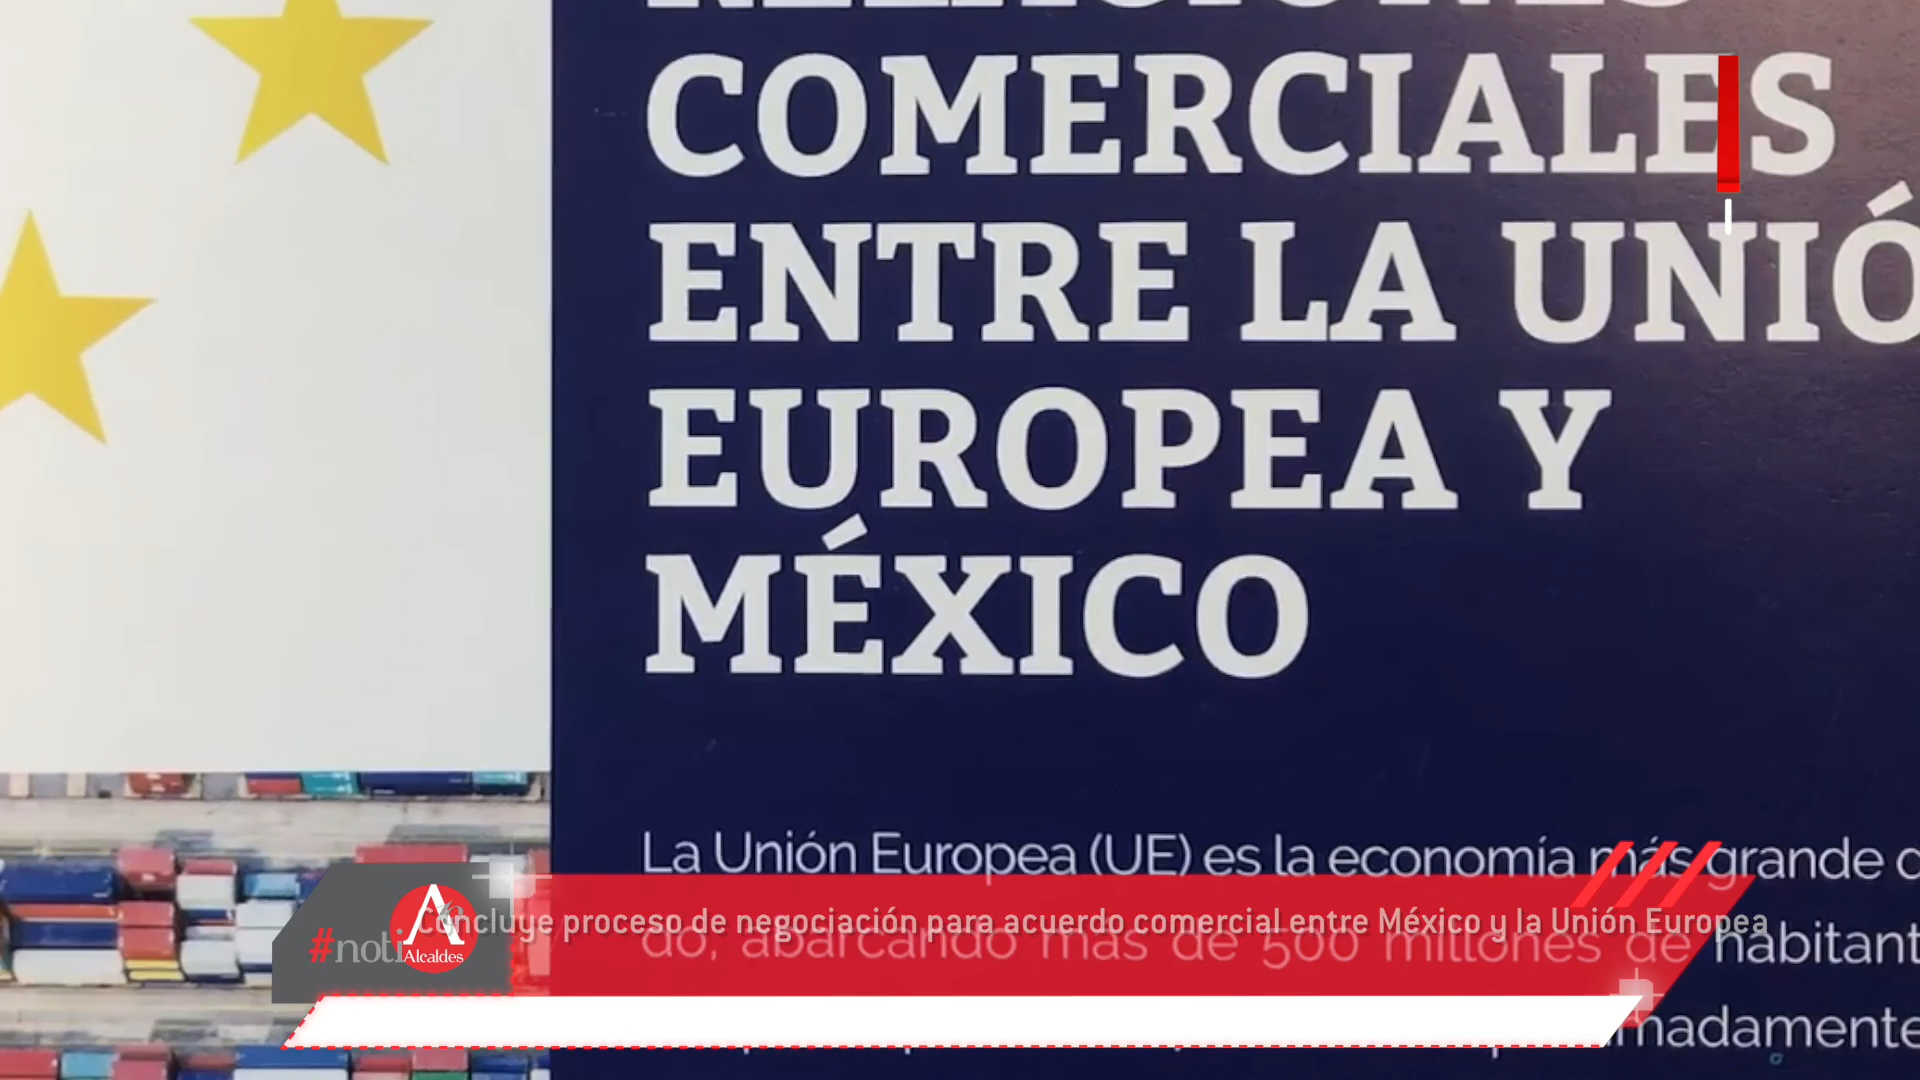 RELACIONES
COMERCIALES
ENTRE LA UNIÓ
EUROPEA Y
MÉXICO
La Unión Europea (UE) es la economía más grande d
do, abarcando más de 500 millones de habitant
madamente
Concluye proceso de negociación para acuerdo comercial entre México y la Unión Europea
#noti
Alcaldes